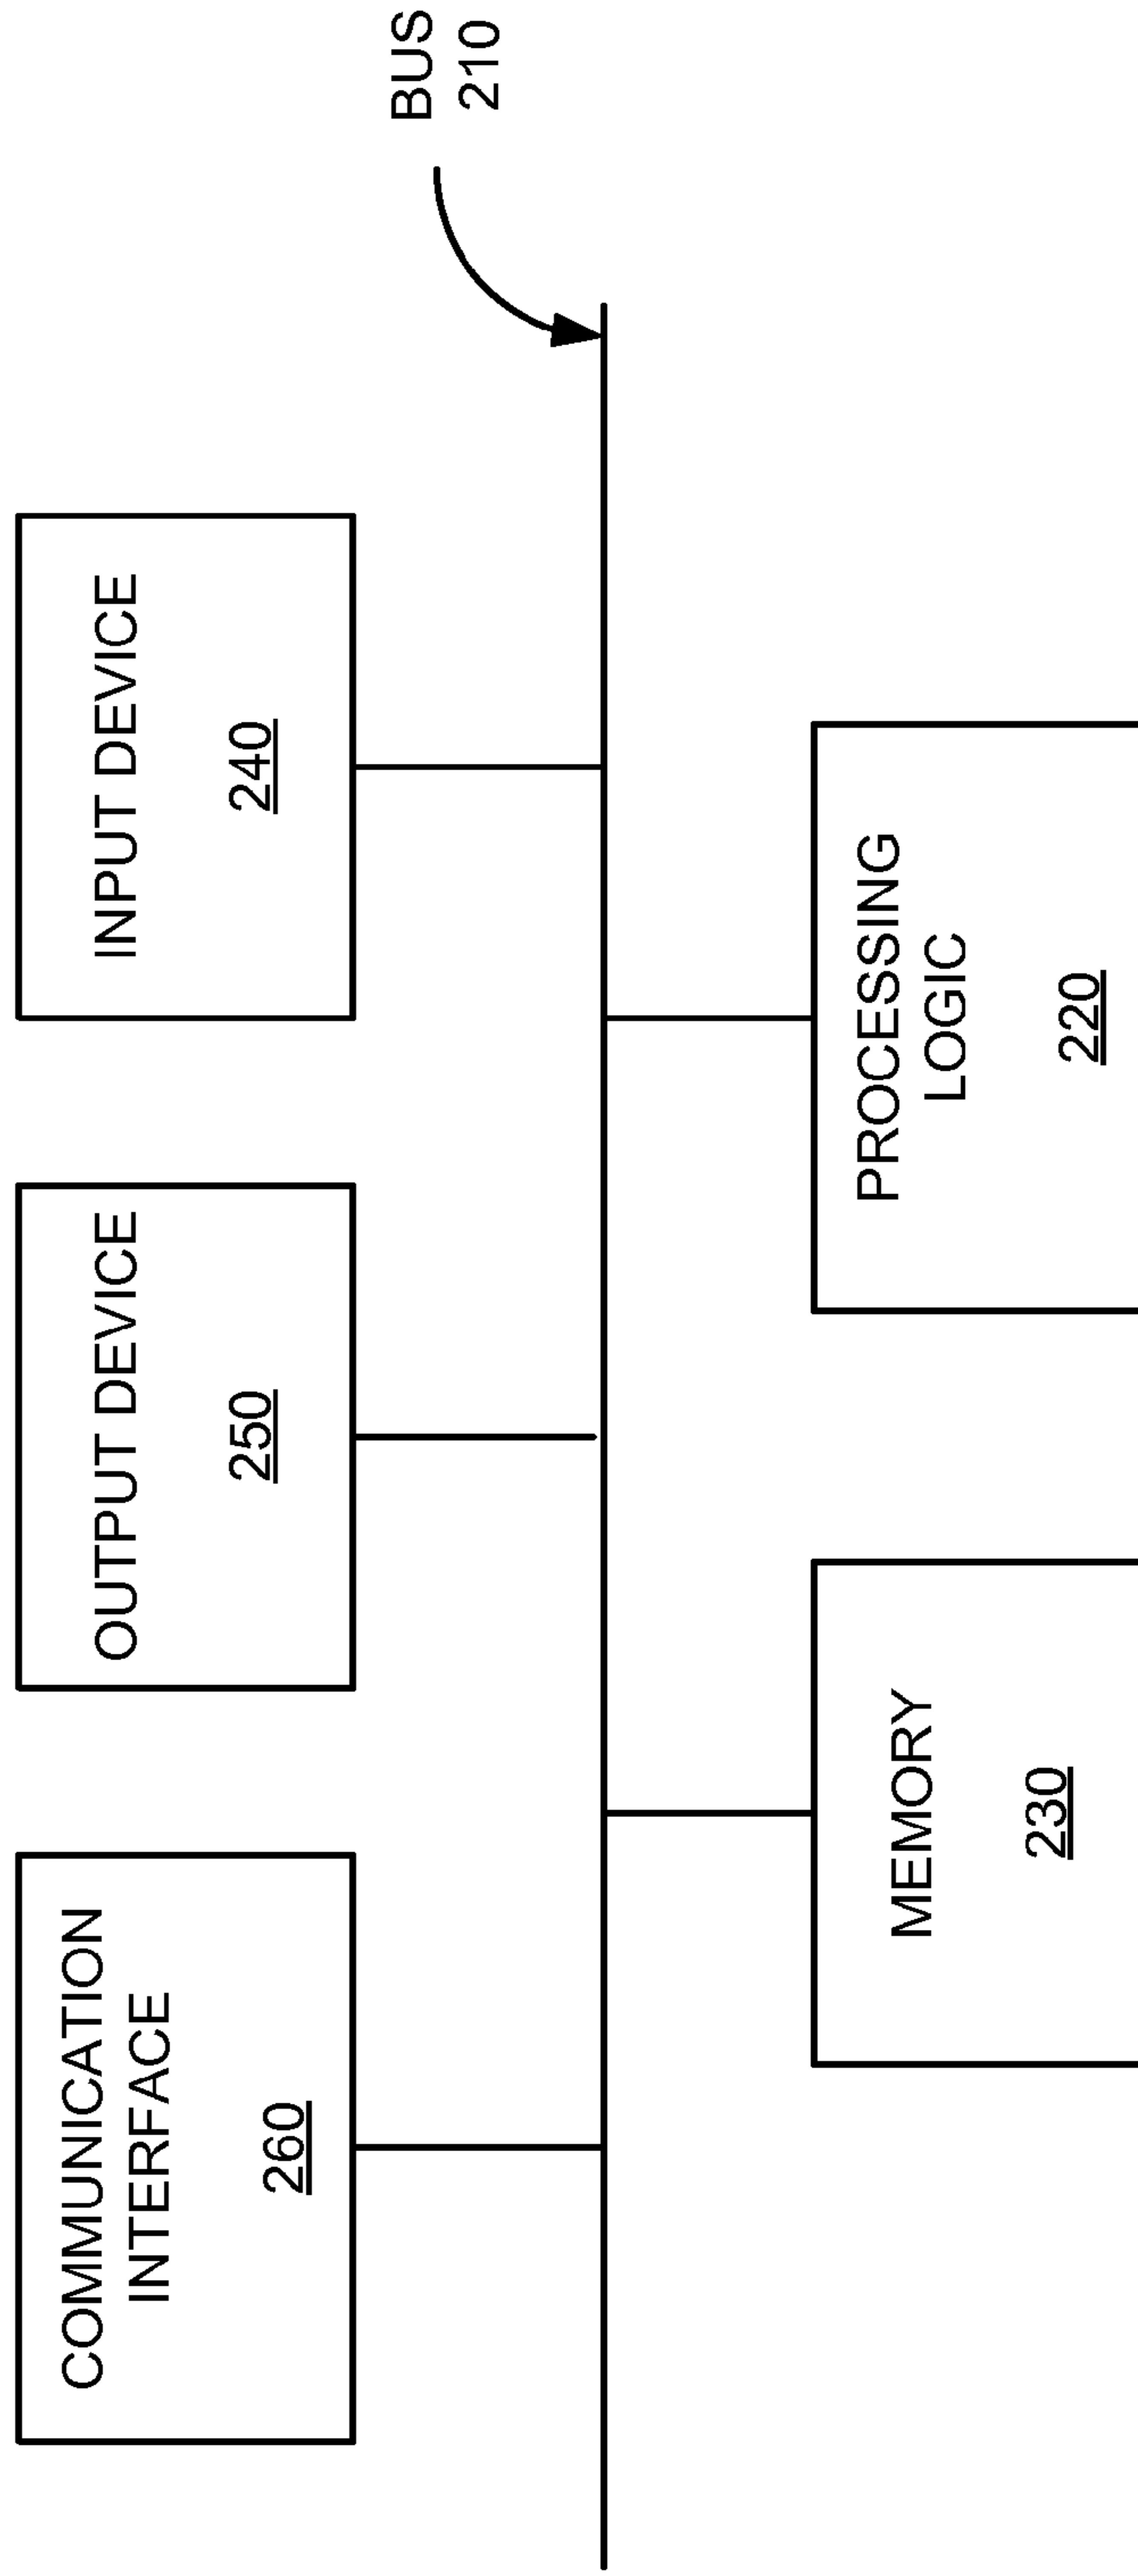 COMMUNICATION
INTERFACE
260
OUTPUT DEVICE
250
INPUT DEVICE
240
BUS
210
MEMORY
230
PROCESSING
LOGIC
220